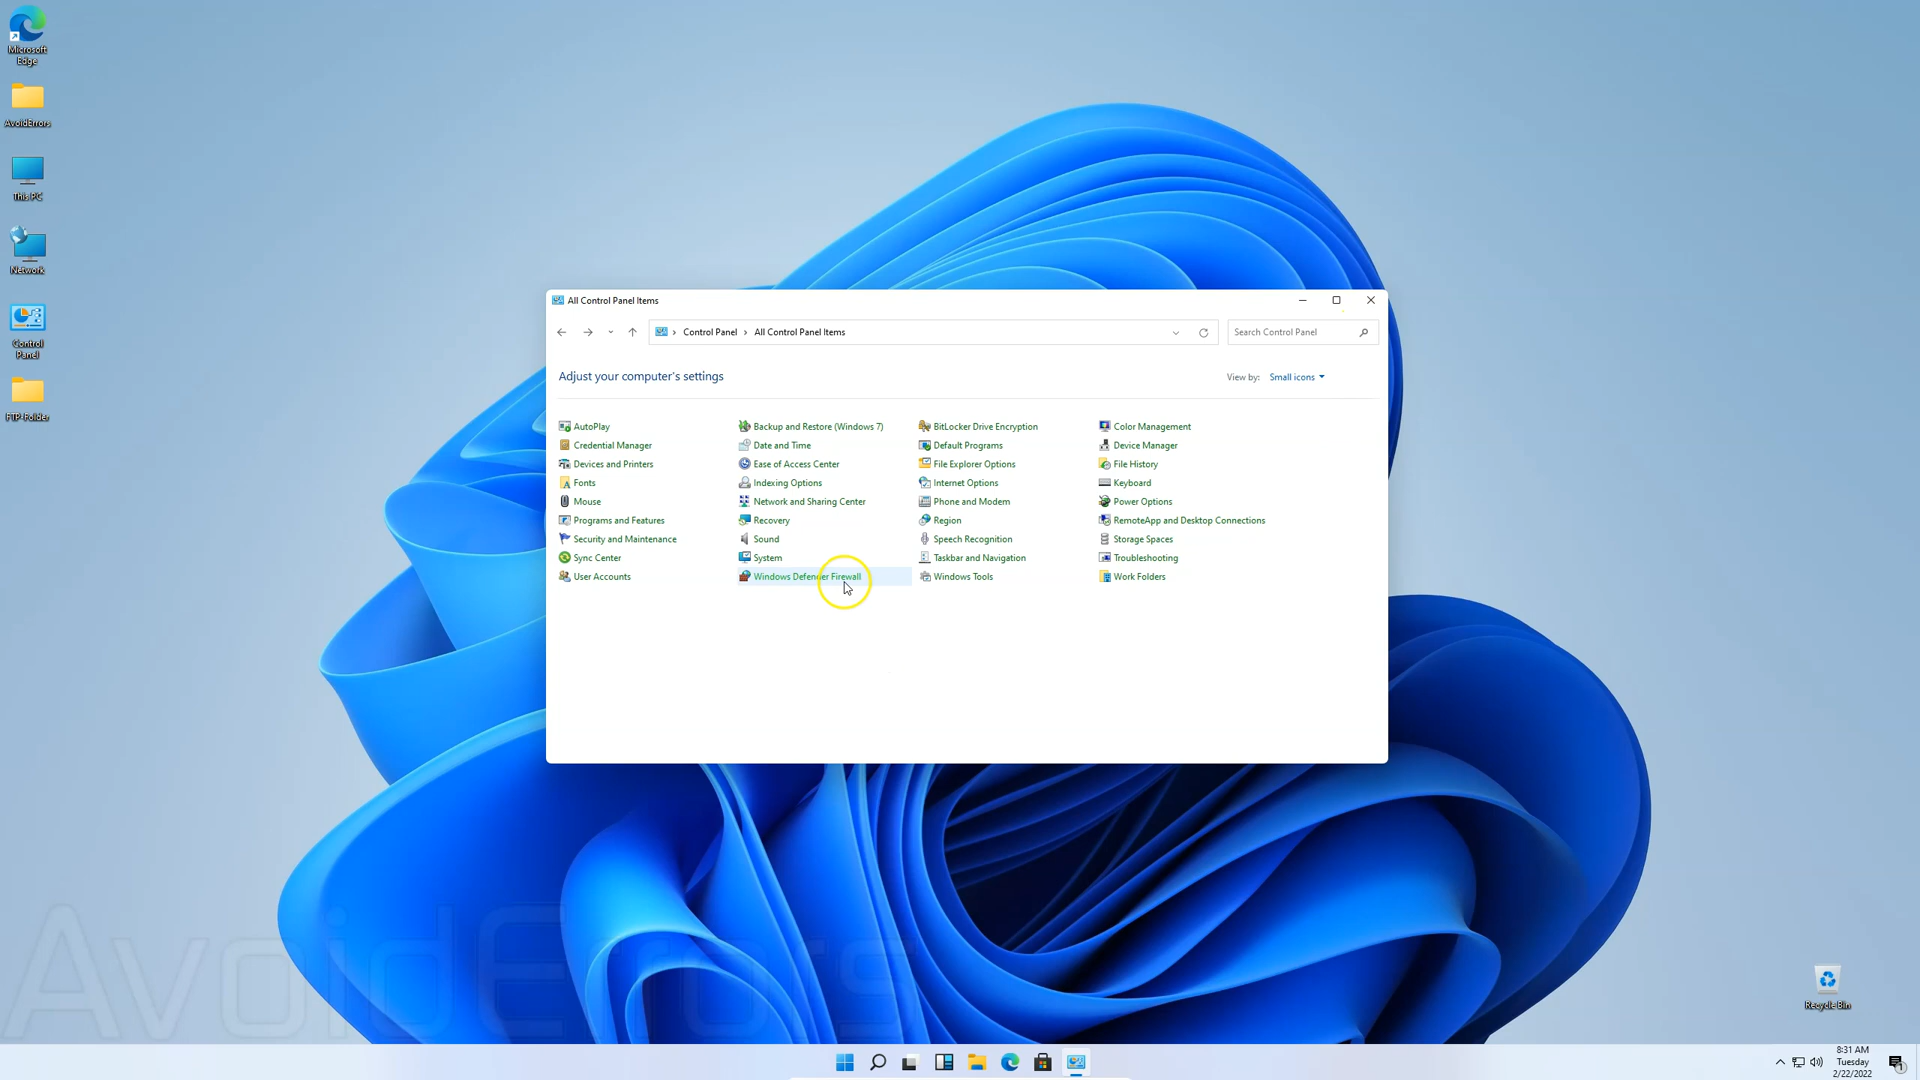 Microsoft
Edge
AvoidErrors
This PC
Network
Control
Panel
FTP-Folder
All Control Panel Items
Control Panel > All Control Panel Items
Search Control Panel
Adjust your computer's settings
View by: Small icons
AutoPlay
Backup and Restore (Windows 7)
BitLocker Drive Encryption
Color Management
Credential Manager
Date and Time
Default Programs
Device Manager
Devices and Printers
Ease of Access Center
File Explorer Options
File History
Fonts
Indexing Options
Internet Options
Keyboard
Mouse
Network and Sharing Center
Phone and Modem
Power Options
Programs and Features
Recovery
Region
RemoteApp and Desktop Connections
Security and Maintenance
Sound
Speech Recognition
Storage Spaces
Sync Center
System
Taskbar and Navigation
Troubleshooting
User Accounts
Windows Defender Firewall
Windows Tools
Work Folders
AvoidErrors
Recycle Bin
8:31 AM
Tuesday
2/22/2022
1